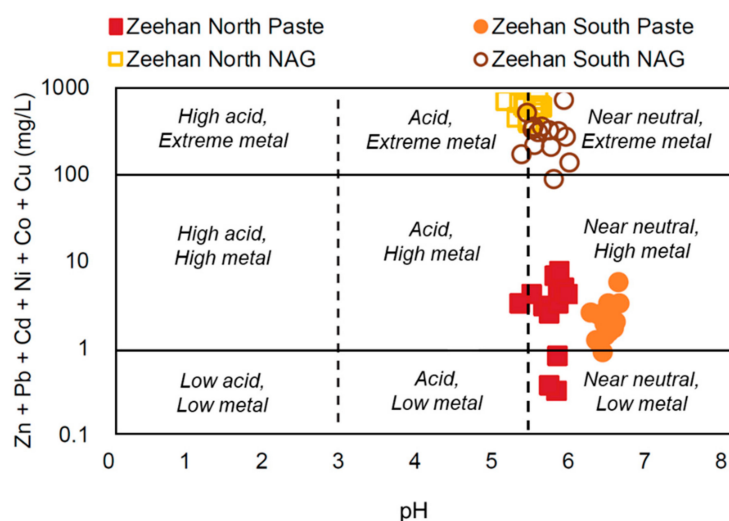 Zeehan North Paste
Zeehan South Paste
Zeehan North NAG
Zeehan South NAG
Zn + Pb + Cd + Ni + Co + Cu (mg/L)
1000
100
10
1
0.1
High acid,
Extreme metal
Acid,
Extreme metal
Near neutral,
Extreme metal
High acid,
High metal
Acid,
High metal
Near neutral,
High metal
Low acid,
Low metal
Acid,
Low metal
Near neutral,
Low metal
0 1 2 3 4 5 6 7 8
pH